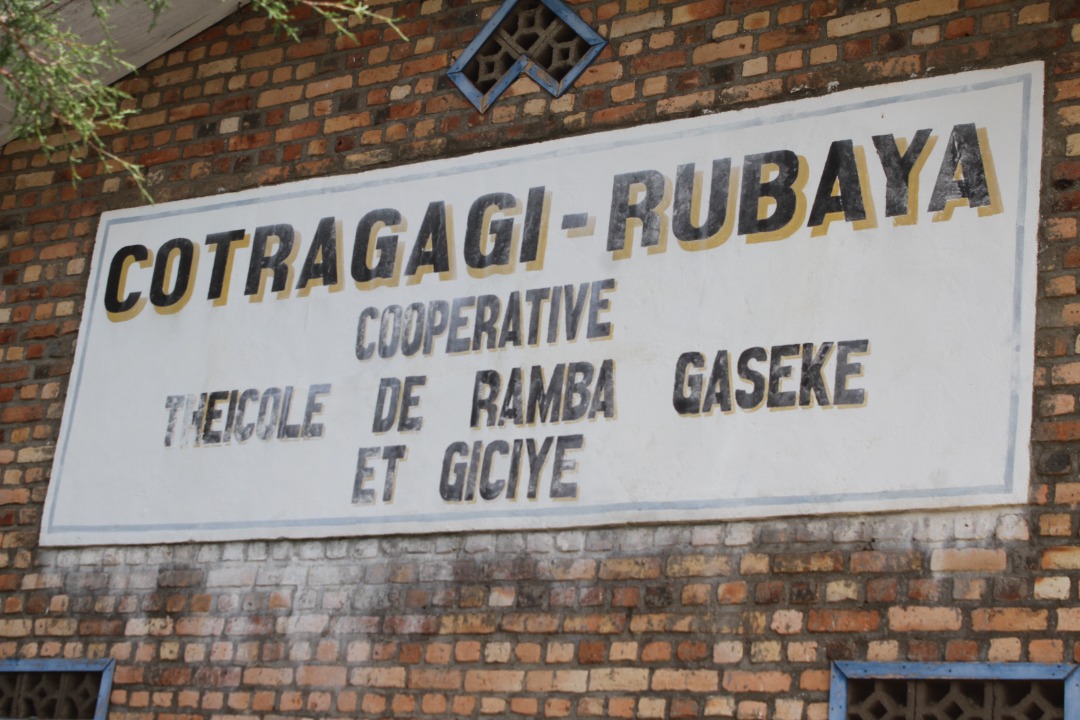 COTRAGAGI - RUBAYA
COOPERATIVE
THEICOLE DE RAMBA GASEKE
ET GICIYE